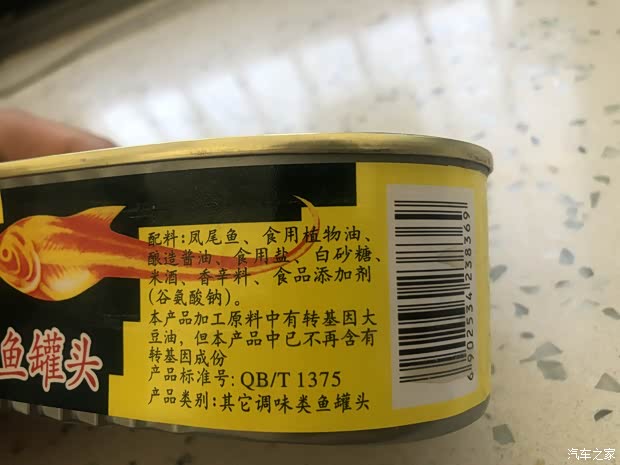 配料:凤尾鱼、食用植物油、
酿造酱油、食用盐、白砂糖、
米酒、香辛料、食品添加剂
(谷氨酸钠)。
本产品加工原料中有转基因大
豆油,但本产品中已不再含有
转基因成份
产品标准号: QB/T 1375
产品类别:其它调味类鱼罐头
鱼罐头
6902534238369
汽车之家